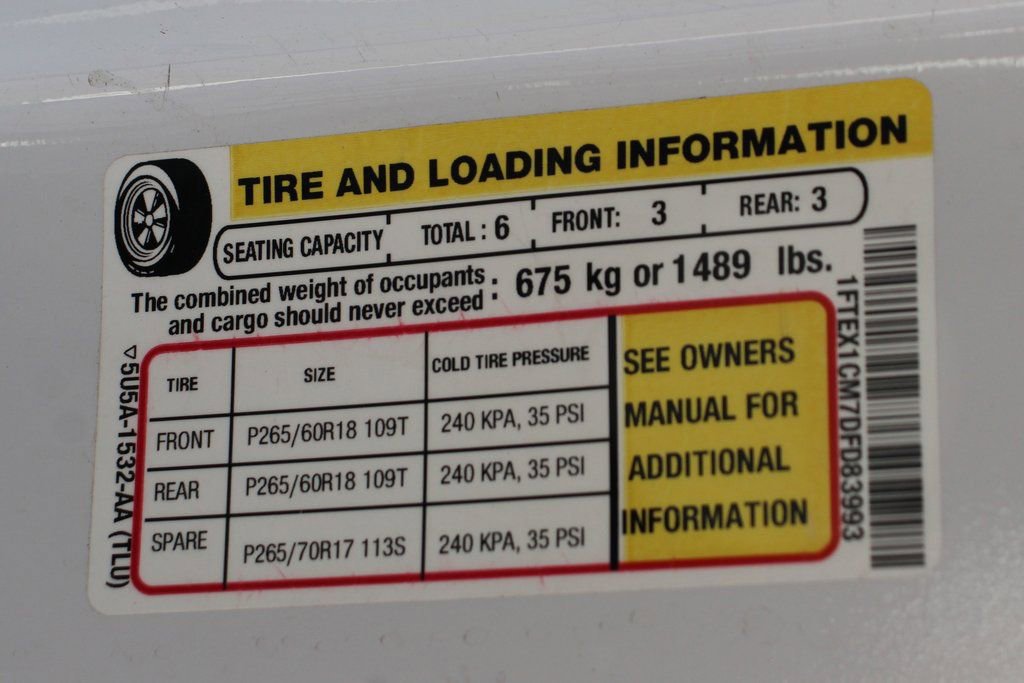 TIRE AND LOADING INFORMATION
SEATING CAPACITY TOTAL : 6 FRONT: 3 REAR: 3
The combined weight of occupants
and cargo should never exceed : 675 kg or 1489 lbs.
TIRE SIZE COLD TIRE PRESSURE
FRONT P265/60R18 109T 240 KPA, 35 PSI
REAR P265/60R18 109T 240 KPA, 35 PSI
SPARE P265/70R17 113S 240 KPA, 35 PSI
SEE OWNERS
MANUAL FOR
ADDITIONAL
INFORMATION
5U5A-1532-AA (TLU)
1FTEX1CM7DFD83993